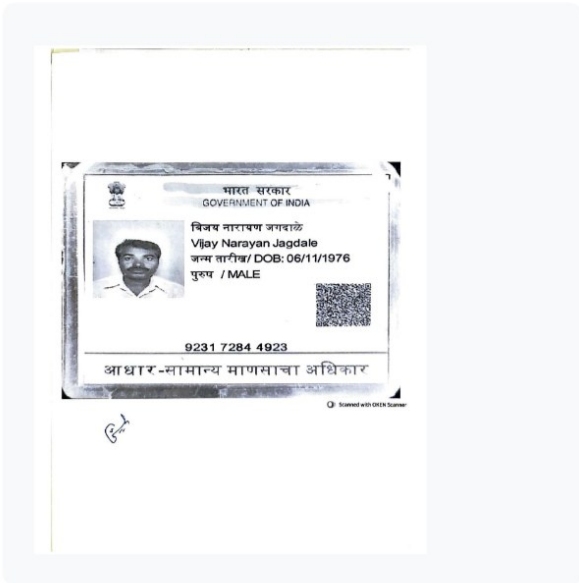 भारत सरकार
GOVERNMENT OF INDIA
विजय नारायण जगदाळे
Vijay Narayan Jagdale
जन्म तारीख/ DOB: 06/11/1976
पुरुष / MALE
9231 7284 4923
आधार-सामान्य माणसाचा अधिकार
Scanned with OKEN Scanner